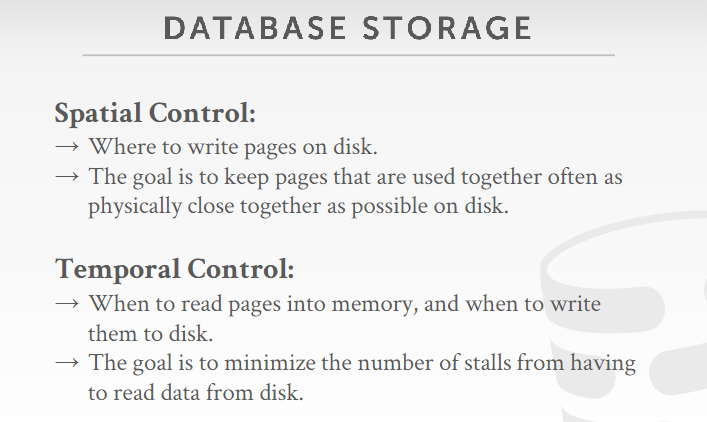 DATABASE STORAGE
Spatial Control:
→ Where to write pages on disk.
→ The goal is to keep pages that are used together often as
physically close together as possible on disk.
Temporal Control:
→ When to read pages into memory, and when to write
them to disk.
→ The goal is to minimize the number of stalls from having
to read data from disk.